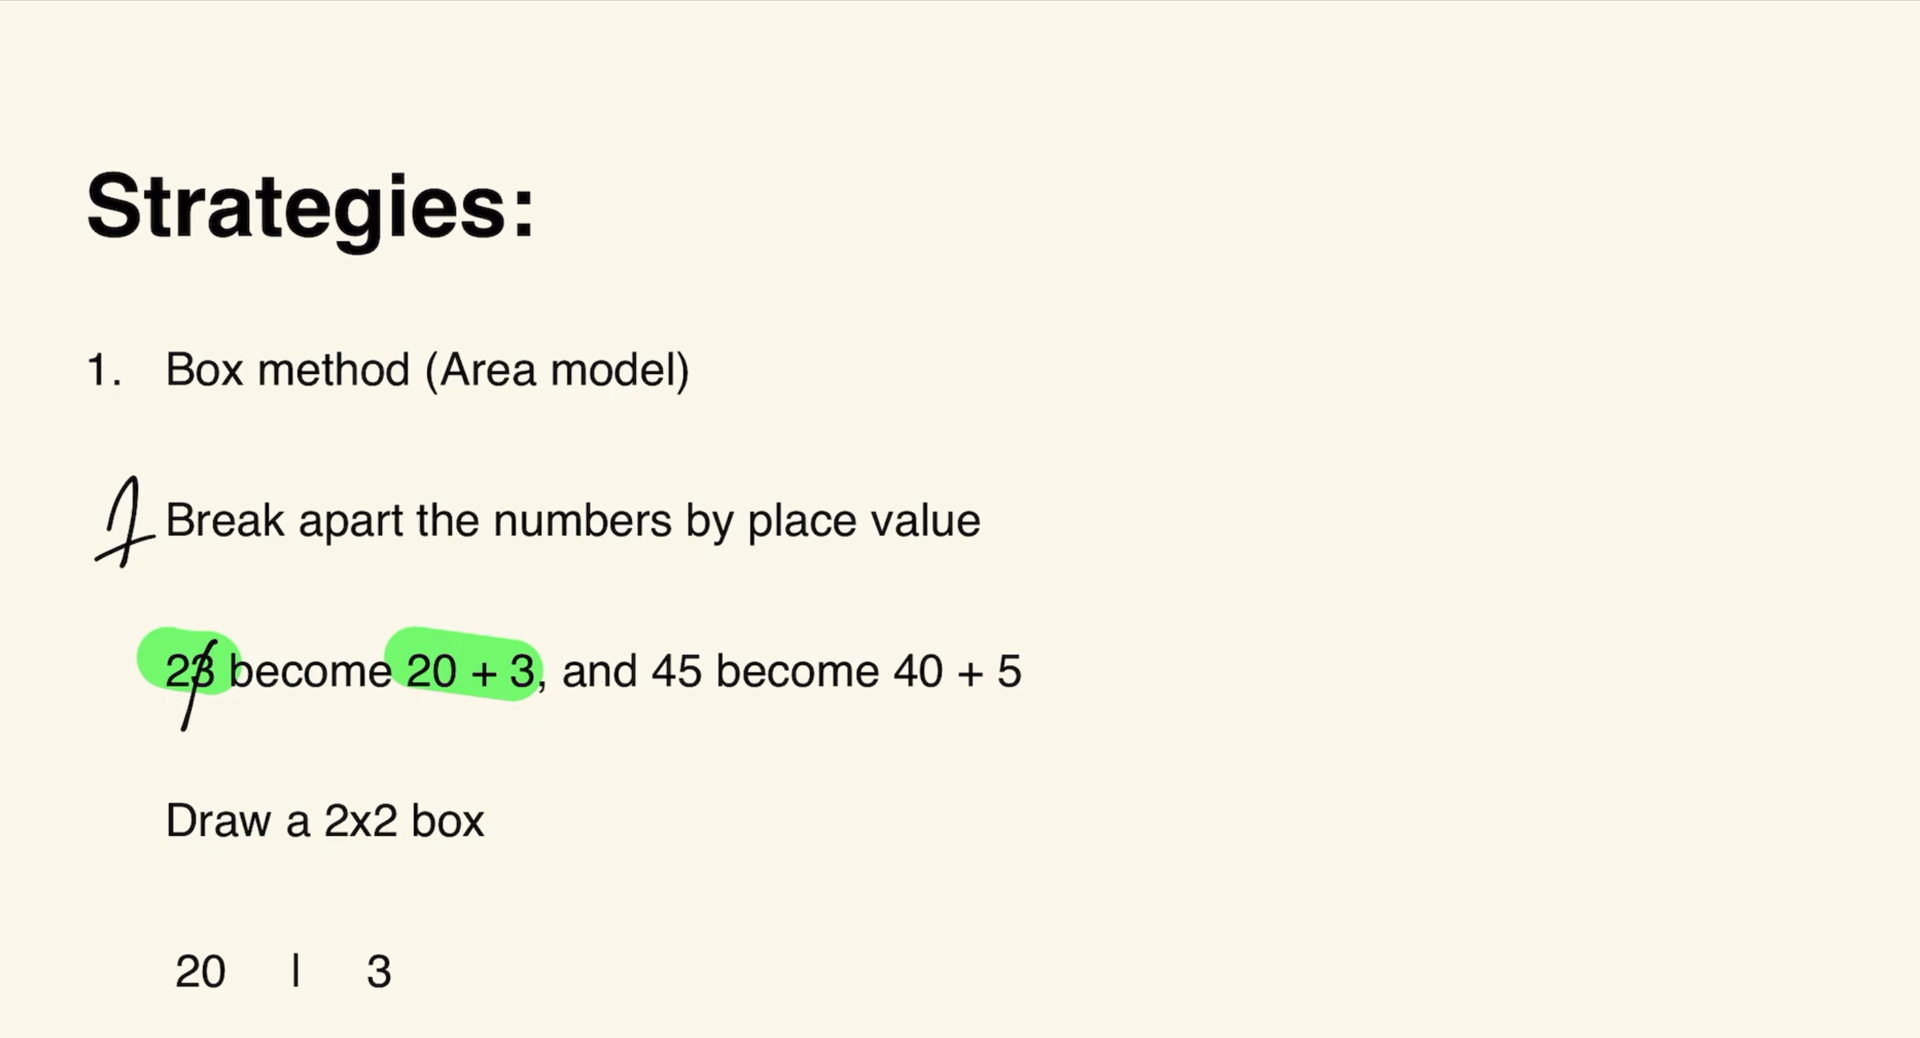 Strategies:
1. Box method (Area model)
1 Break apart the numbers by place value
23 become 20 + 3, and 45 become 40 + 5
Draw a 2x2 box
20 | 3